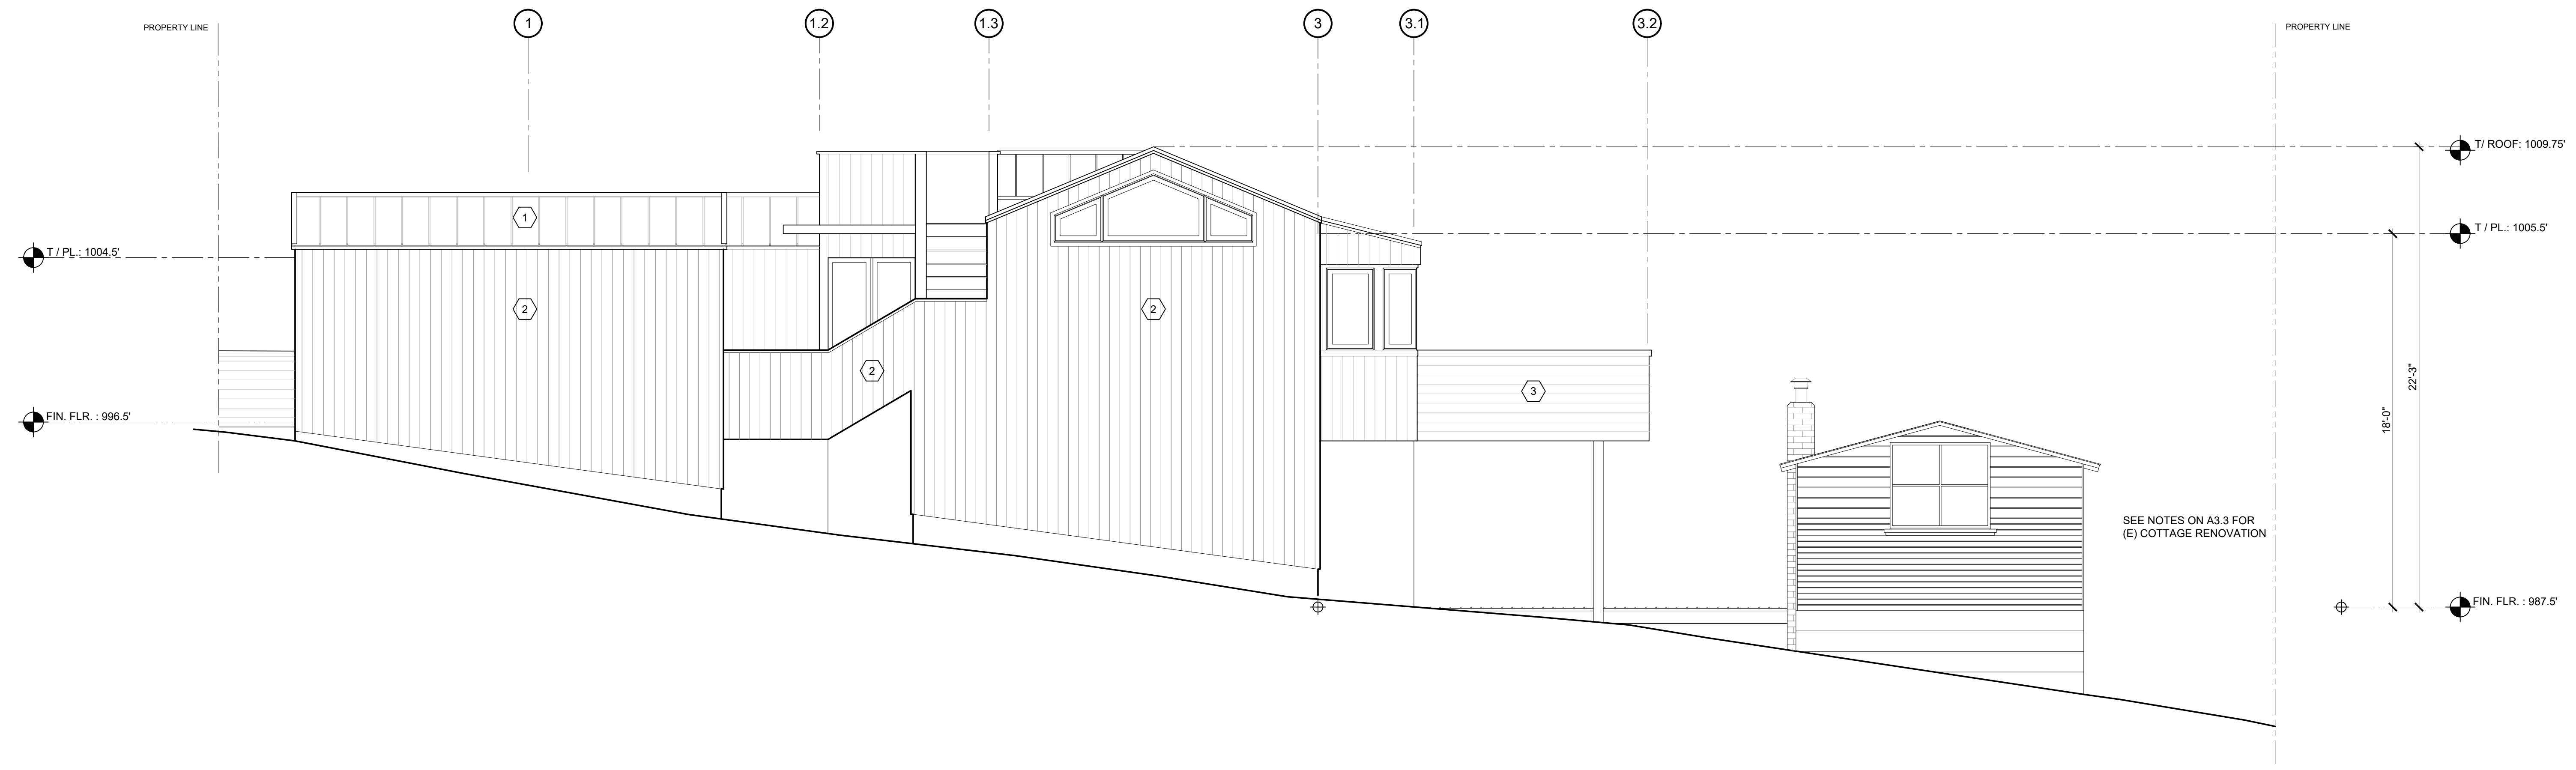 PROPERTY LINE
1
1.2
1.3
3
3.1
3.2
PROPERTY LINE
T/ ROOF: 1009.75'
1
T / PL.: 1005.5'
T / PL.: 1004.5'
2
2
2
22'-3"
3
18'-0"
FIN. FLR. : 996.5'
SEE NOTES ON A3.3 FOR
(E) COTTAGE RENOVATION
FIN. FLR. : 987.5'